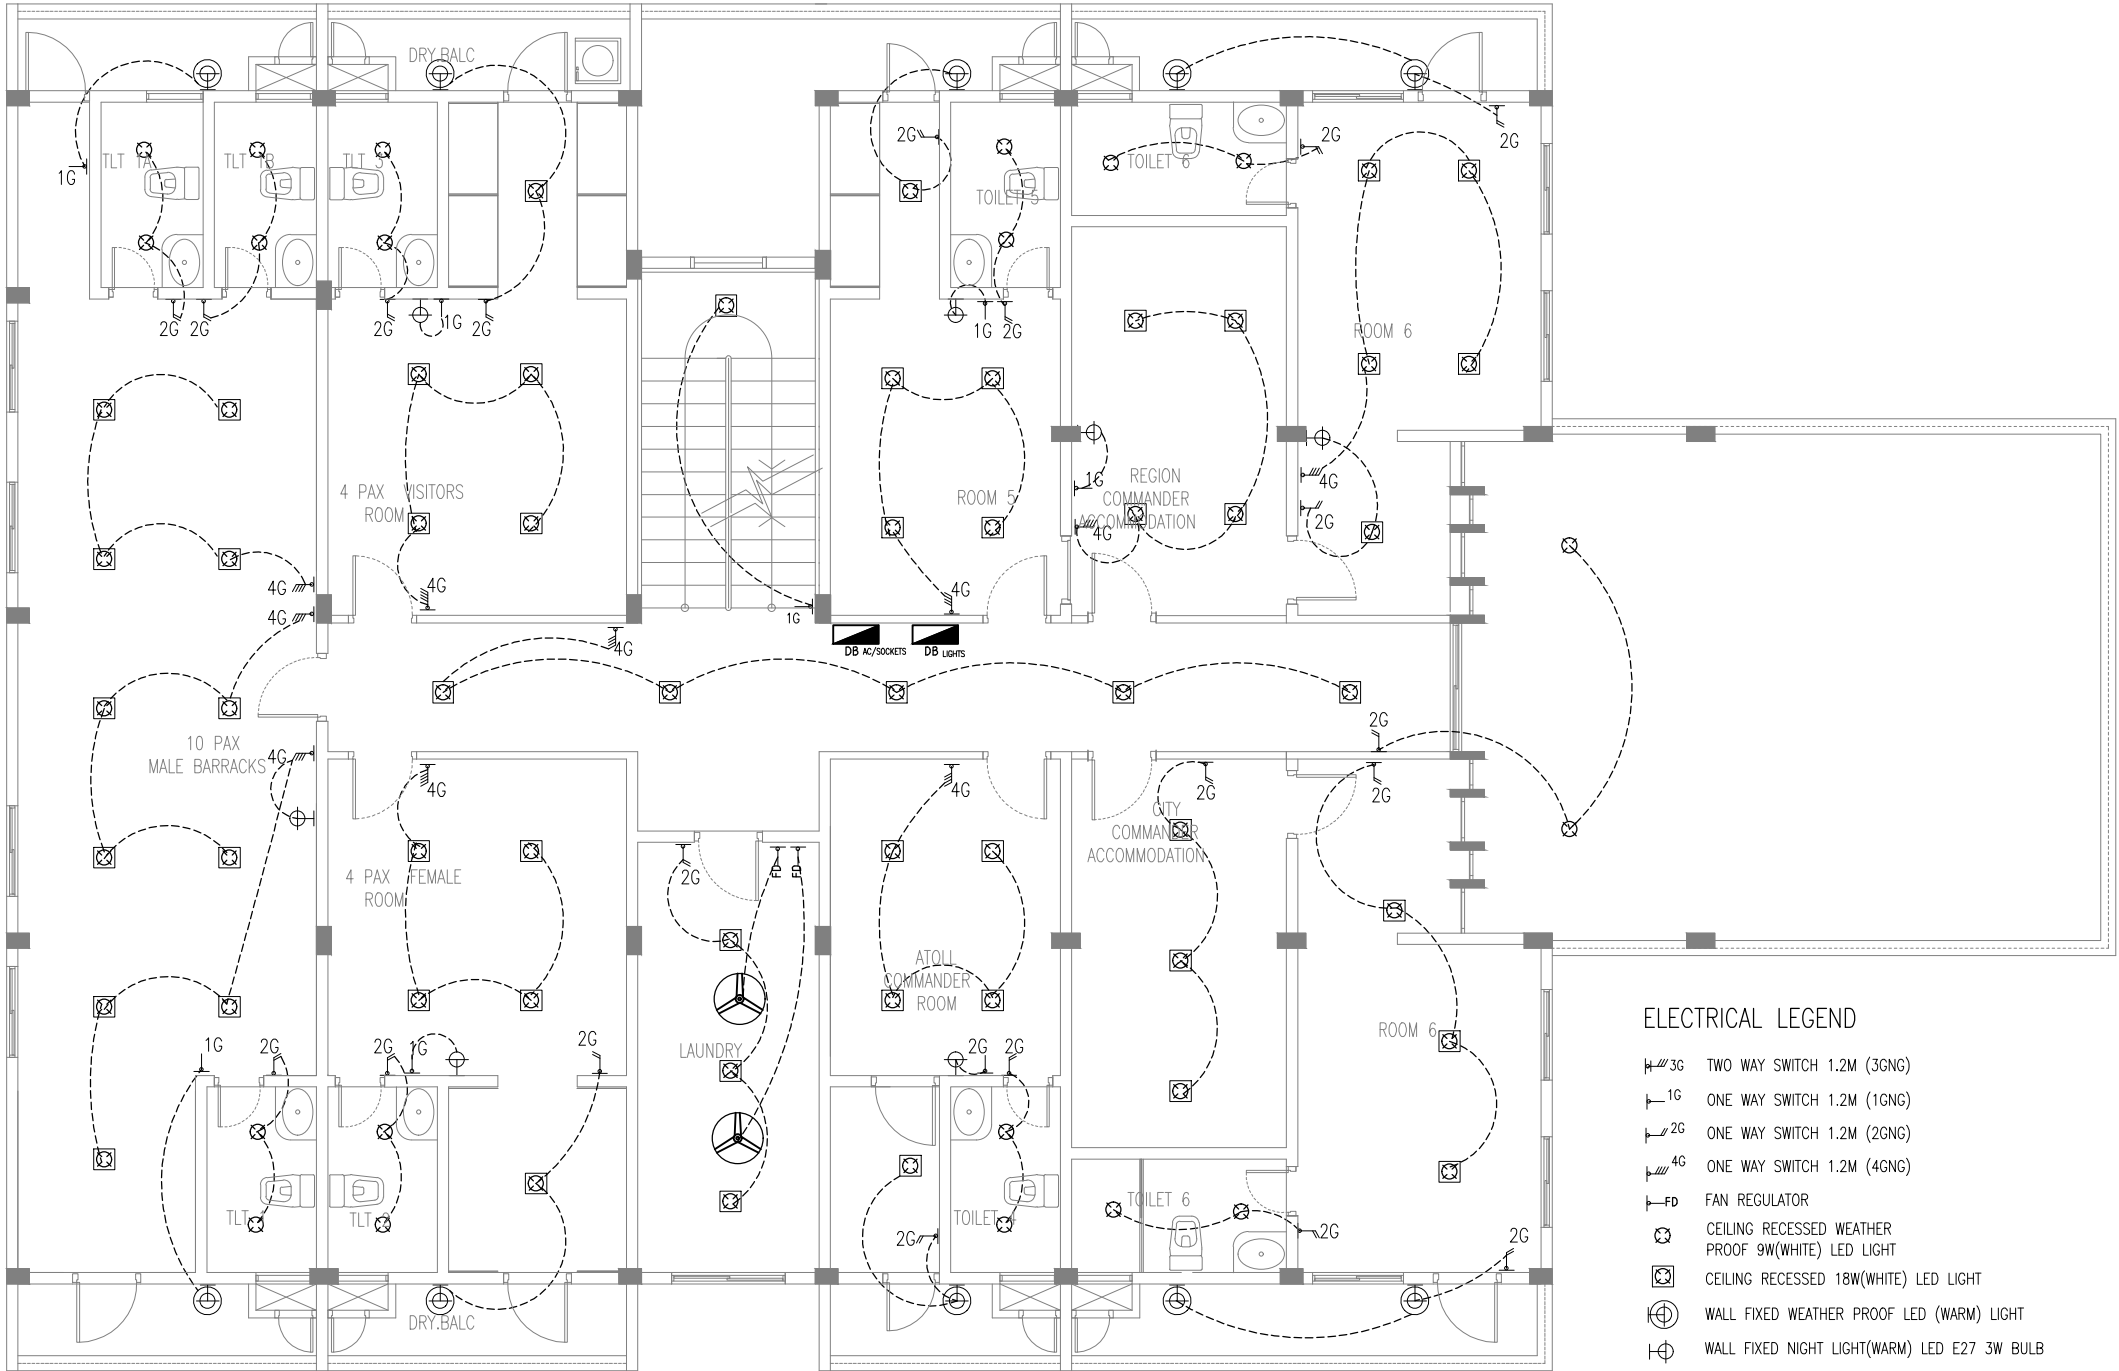 DRY.BALC
2G
2G
2G
1G
TLT 1A
TLT 1B
TLT 3
TOILET 6
TOILET 5
2G
2G
2G
1G
2G
1G
2G
ROOM 6
4 PAX VISITORS
ROOM
ROOM 5
REGION
COMMANDER
ACCOMMODATION
1G
4G
4G
2G
4G
4G
4G
4G
1G
4G
DB AC/SOCKETS
DB LIGHTS
2G
10 PAX
MALE BARRACKS
4G
4G
4G
2G
2G
CITY
COMMANDER
ACCOMMODATION
2G
FD
FD
4 PAX FEMALE
ROOM
ATOLL
COMMANDER
ROOM
LAUNDRY
ROOM 6
1G
2G
2G
1G
2G
2G
2G
TLT 1
TLT 2
TOILET 4
TOILET 6
2G
2G
2G
DRY.BALC
ELECTRICAL LEGEND
3G TWO WAY SWITCH 1.2M (3GNG)
1G ONE WAY SWITCH 1.2M (1GNG)
2G ONE WAY SWITCH 1.2M (2GNG)
4G ONE WAY SWITCH 1.2M (4GNG)
FD FAN REGULATOR
CEILING RECESSED WEATHER
PROOF 9W(WHITE) LED LIGHT
CEILING RECESSED 18W(WHITE) LED LIGHT
WALL FIXED WEATHER PROOF LED (WARM) LIGHT
WALL FIXED NIGHT LIGHT(WARM) LED E27 3W BULB